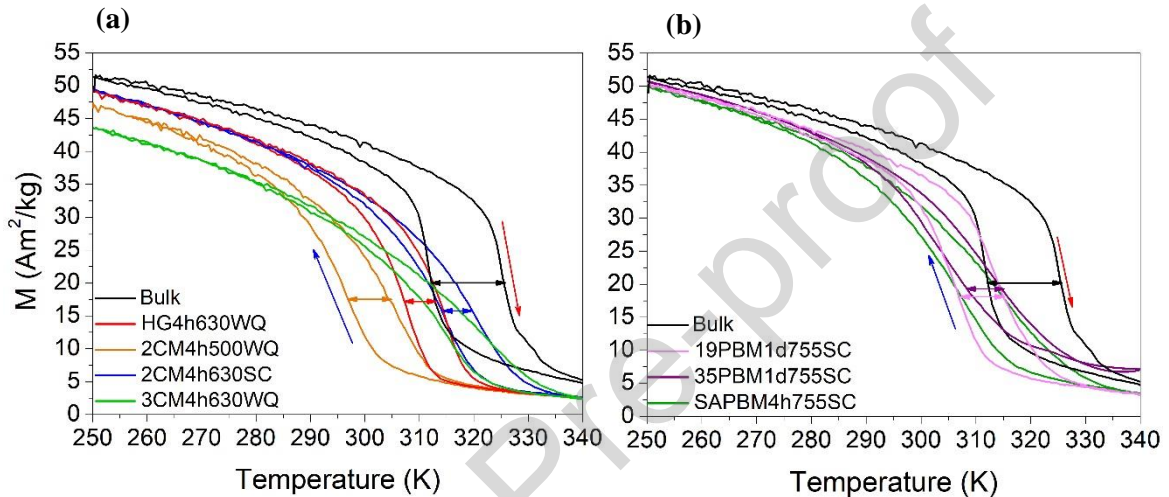 (a)
M (Am²/kg)
55
50
45
40
35
30
25
20
15
10
5
0
Bulk
HG4h630WQ
2CM4h500WQ
2CM4h630SC
3CM4h630WQ
250 260 270 280 290 300 310 320 330 340
Temperature (K)
(b)
55
50
45
40
35
30
25
20
15
10
5
0
Bulk
19PBM1d755SC
35PBM1d755SC
SAPBM4h755SC
250 260 270 280 290 300 310 320 330 340
Temperature (K)
Pre-proof